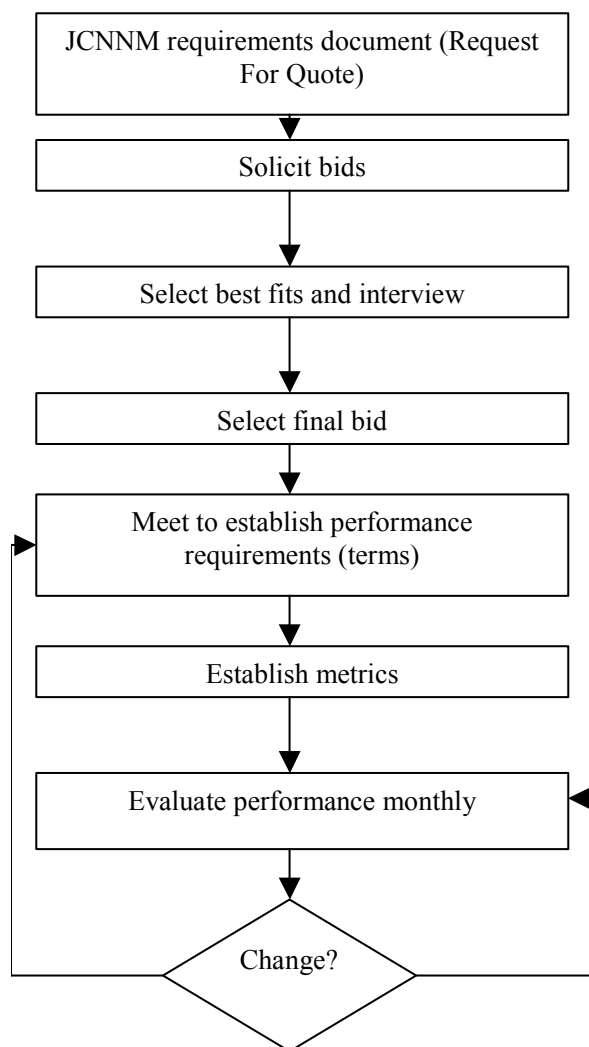 JCNNM requirements document (Request
For Quote)
Solicit bids
Select best fits and interview
Select final bid
Meet to establish performance
requirements (terms)
Establish metrics
Evaluate performance monthly
Change?